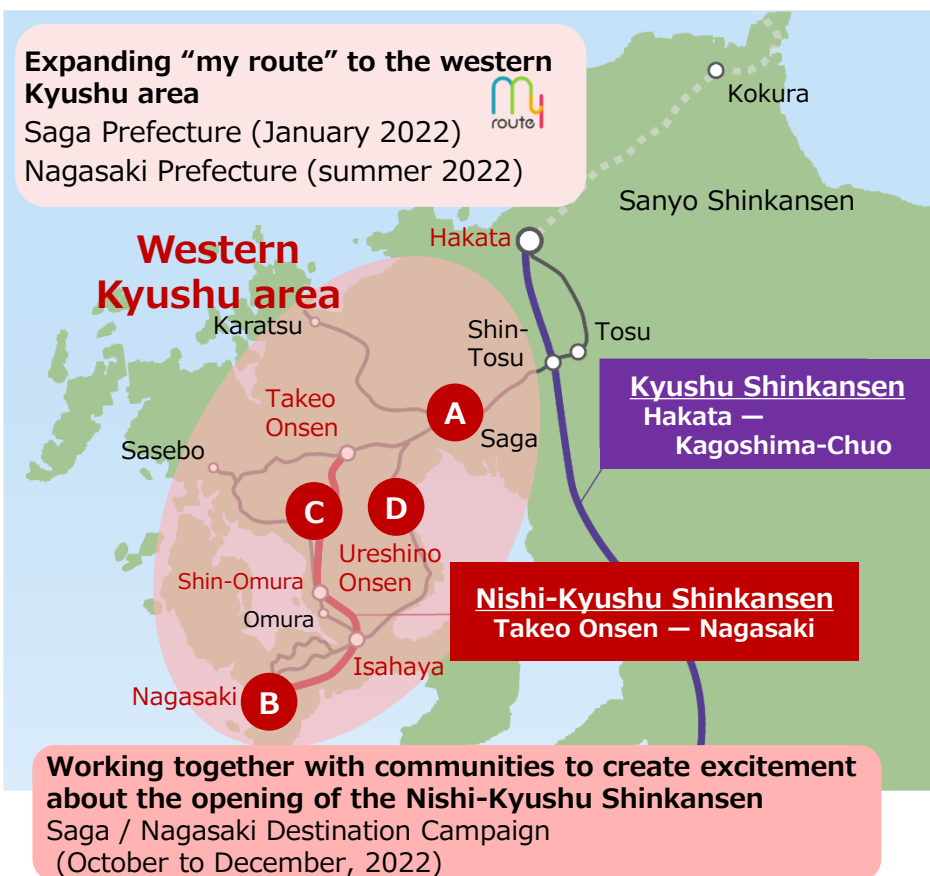 Expanding “my route” to the western
Kyushu area
my
route
Saga Prefecture (January 2022)
Nagasaki Prefecture (summer 2022)
Kokura
Sanyo Shinkansen
Hakata
Western
Kyushu area
Karatsu
Shin-
Tosu
Tosu
Kyushu Shinkansen
Hakata —
Kagoshima-Chuo
Takeo
Onsen
A
Saga
Sasebo
C
D
Ureshino
Onsen
Shin-Omura
Omura
Nishi-Kyushu Shinkansen
Takeo Onsen — Nagasaki
Isahaya
Nagasaki
B
Working together with communities to create excitement
about the opening of the Nishi-Kyushu Shinkansen
Saga / Nagasaki Destination Campaign
(October to December, 2022)